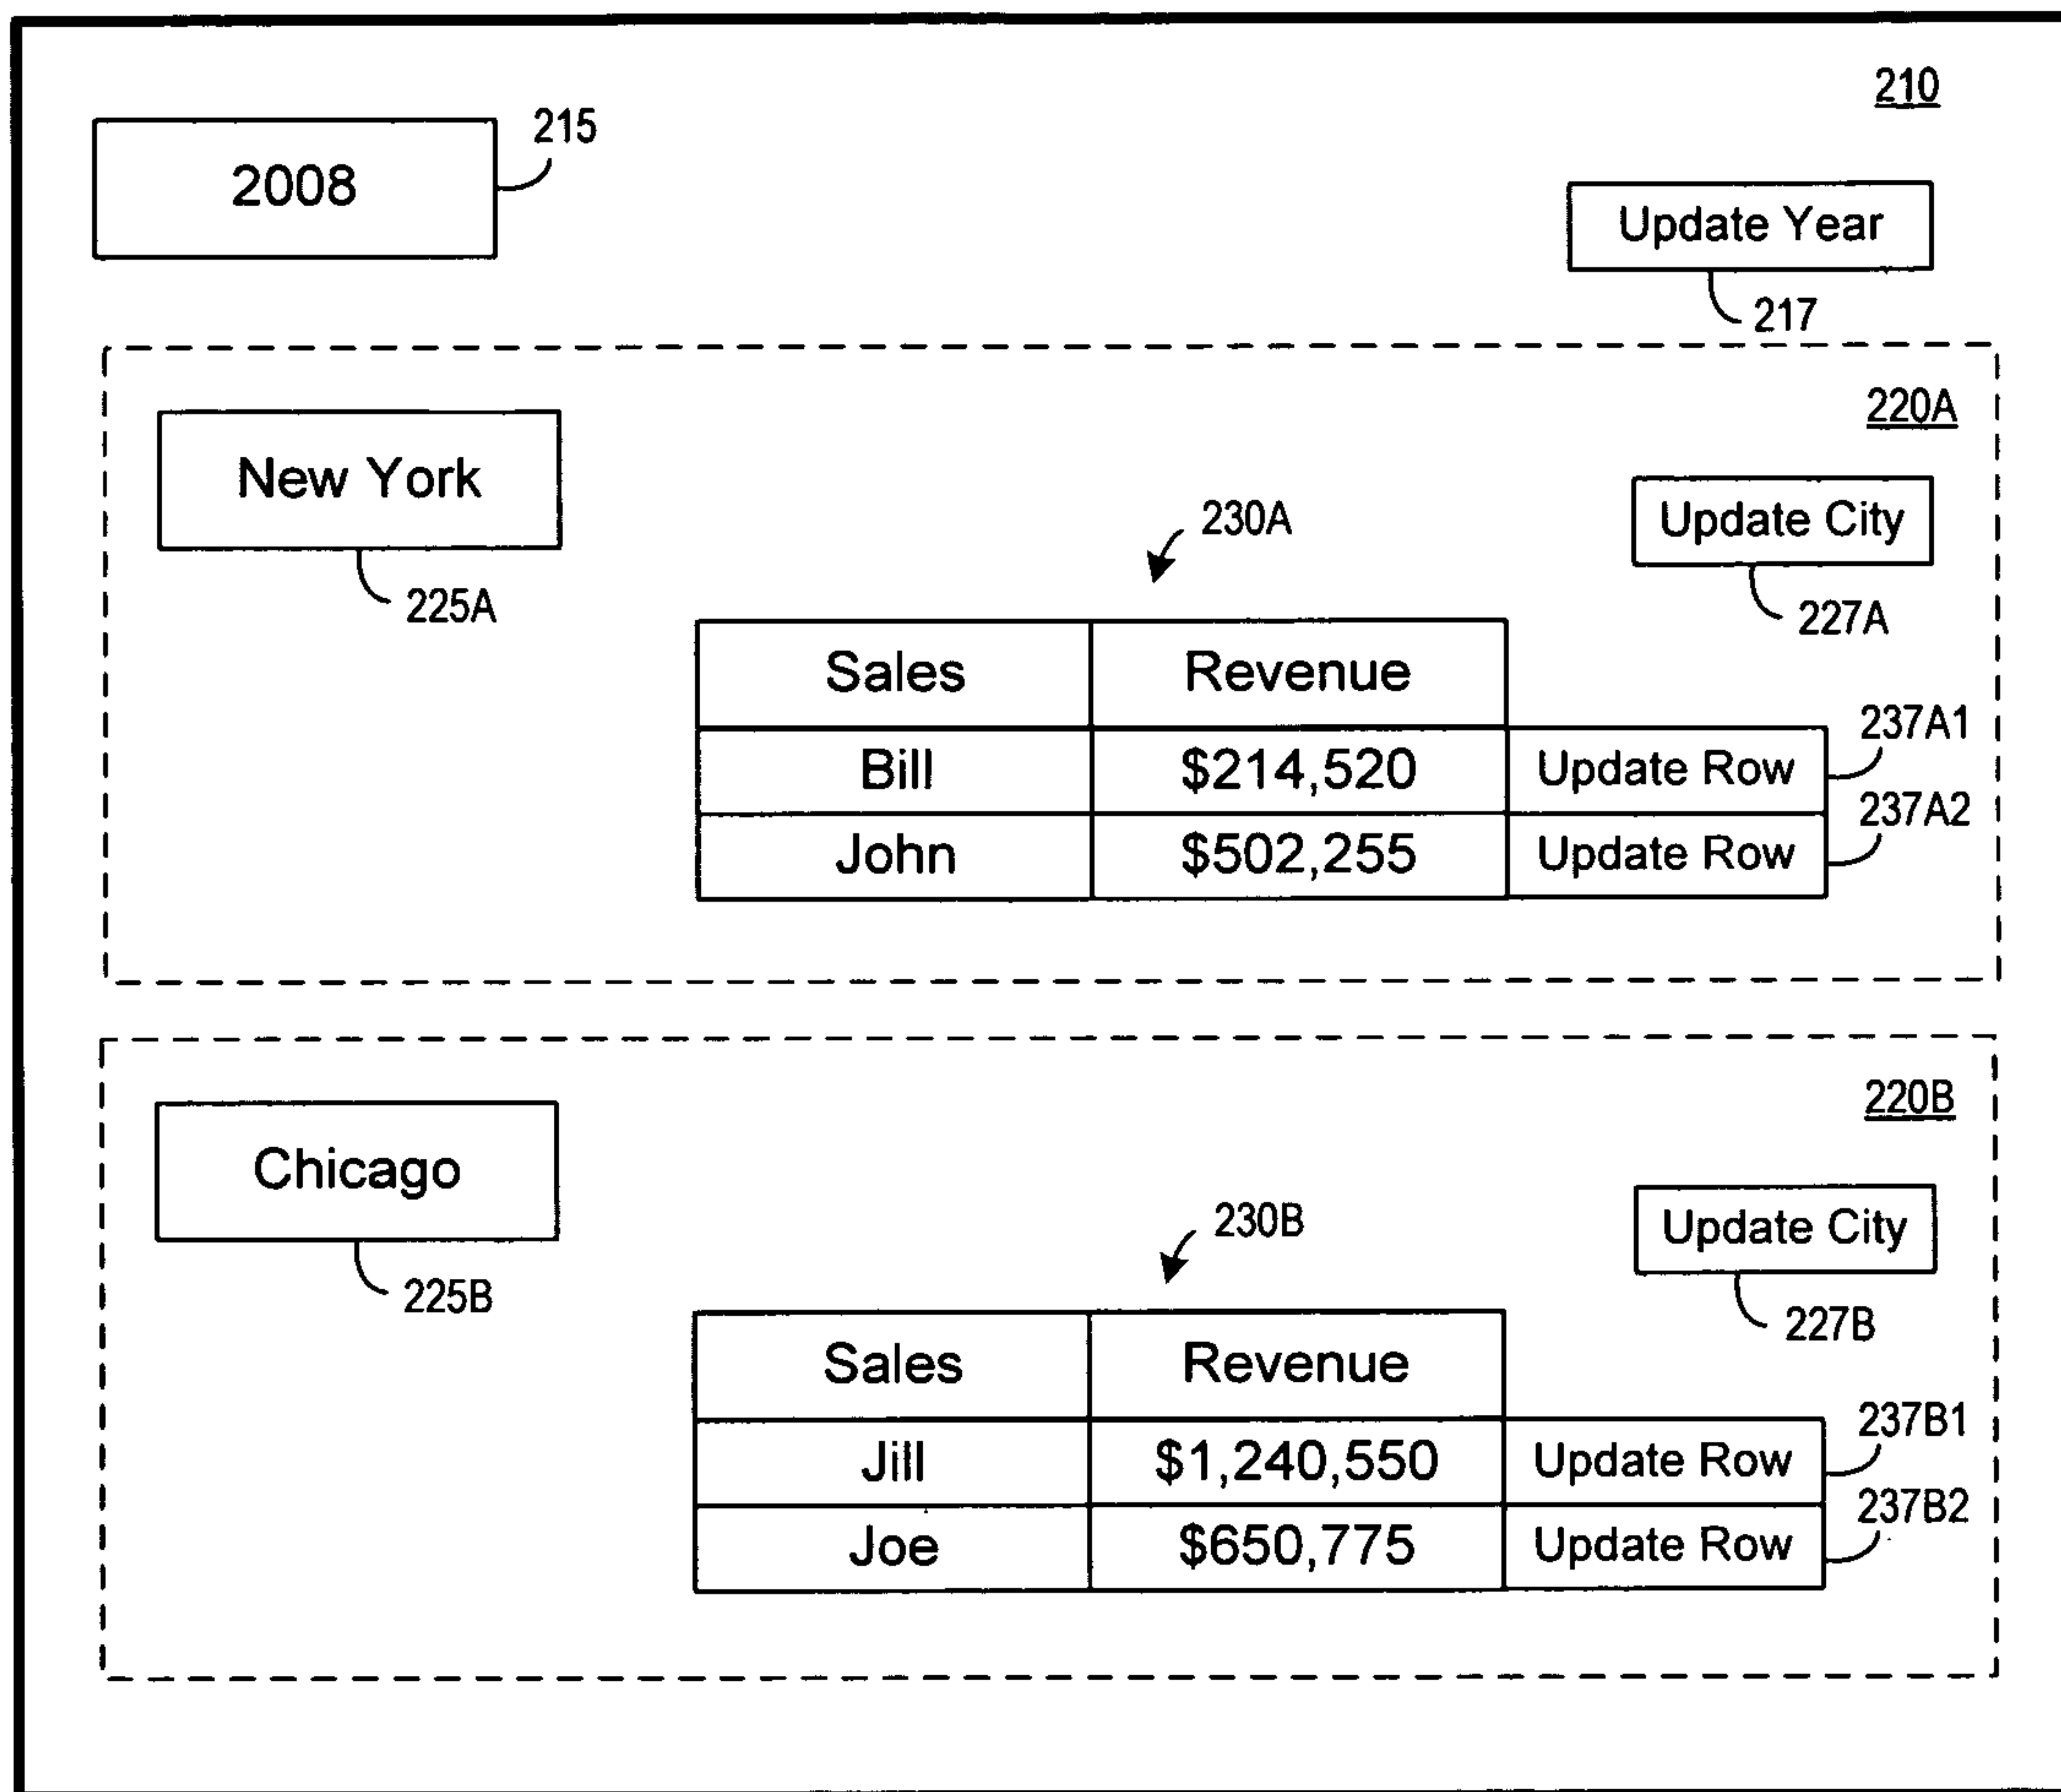 210
215
2008
Update Year
217
220A
New York
230A
Update City
225A
227A
Sales Revenue
237A1
Bill $214,520 Update Row
237A2
John $502,255 Update Row
220B
Chicago
230B
Update City
225B
227B
Sales Revenue
237B1
Jill $1,240,550 Update Row
237B2
Joe $650,775 Update Row